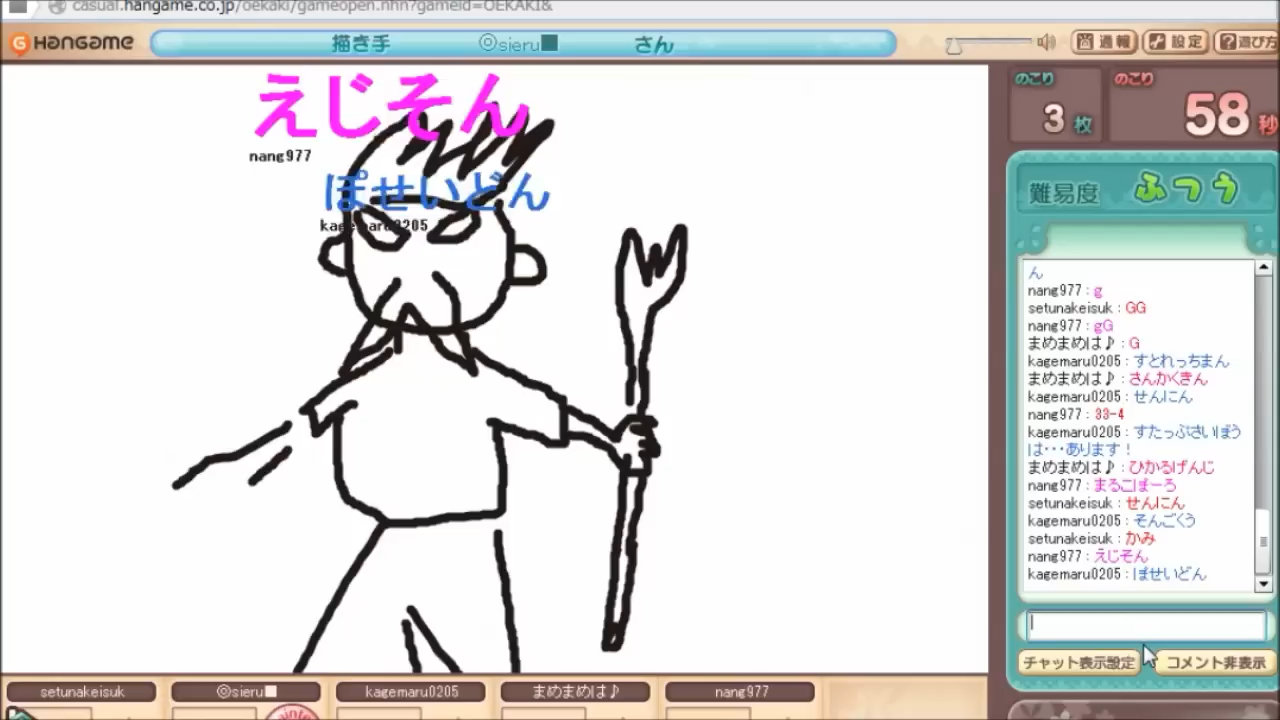 casual.hangame.co.jp/oekaki/gameopen.nhn?gameid=OEKAKI&
HANGAME
描き手 ◎sieru■ さん
通報
設定
遊び方
えじそん
nang977
ぽせいどん
kagemaru0205
のこり
3枚
のこり
58秒
難易度 ふつう
ん
nang977：g
setunakeisuk：GG
nang977：gG
まめまめは♪：G
kagemaru0205：すとれっちまん
まめまめは♪：さんかくきん
kagemaru0205：せんにん
nang977：33-4
kagemaru0205：すたっぷさいぼう
は・・・あります！
まめまめは♪：ひかるげんじ
nang977：まるこぽーろ
setunakeisuk：せんにん
kagemaru0205：そんごくう
setunakeisuk：かみ
nang977：えじそん
kagemaru0205：ぽせいどん
チャット表示設定
コメント非表示
setunakeisuk
◎sieru■
kagemaru0205
まめまめは♪
nang977